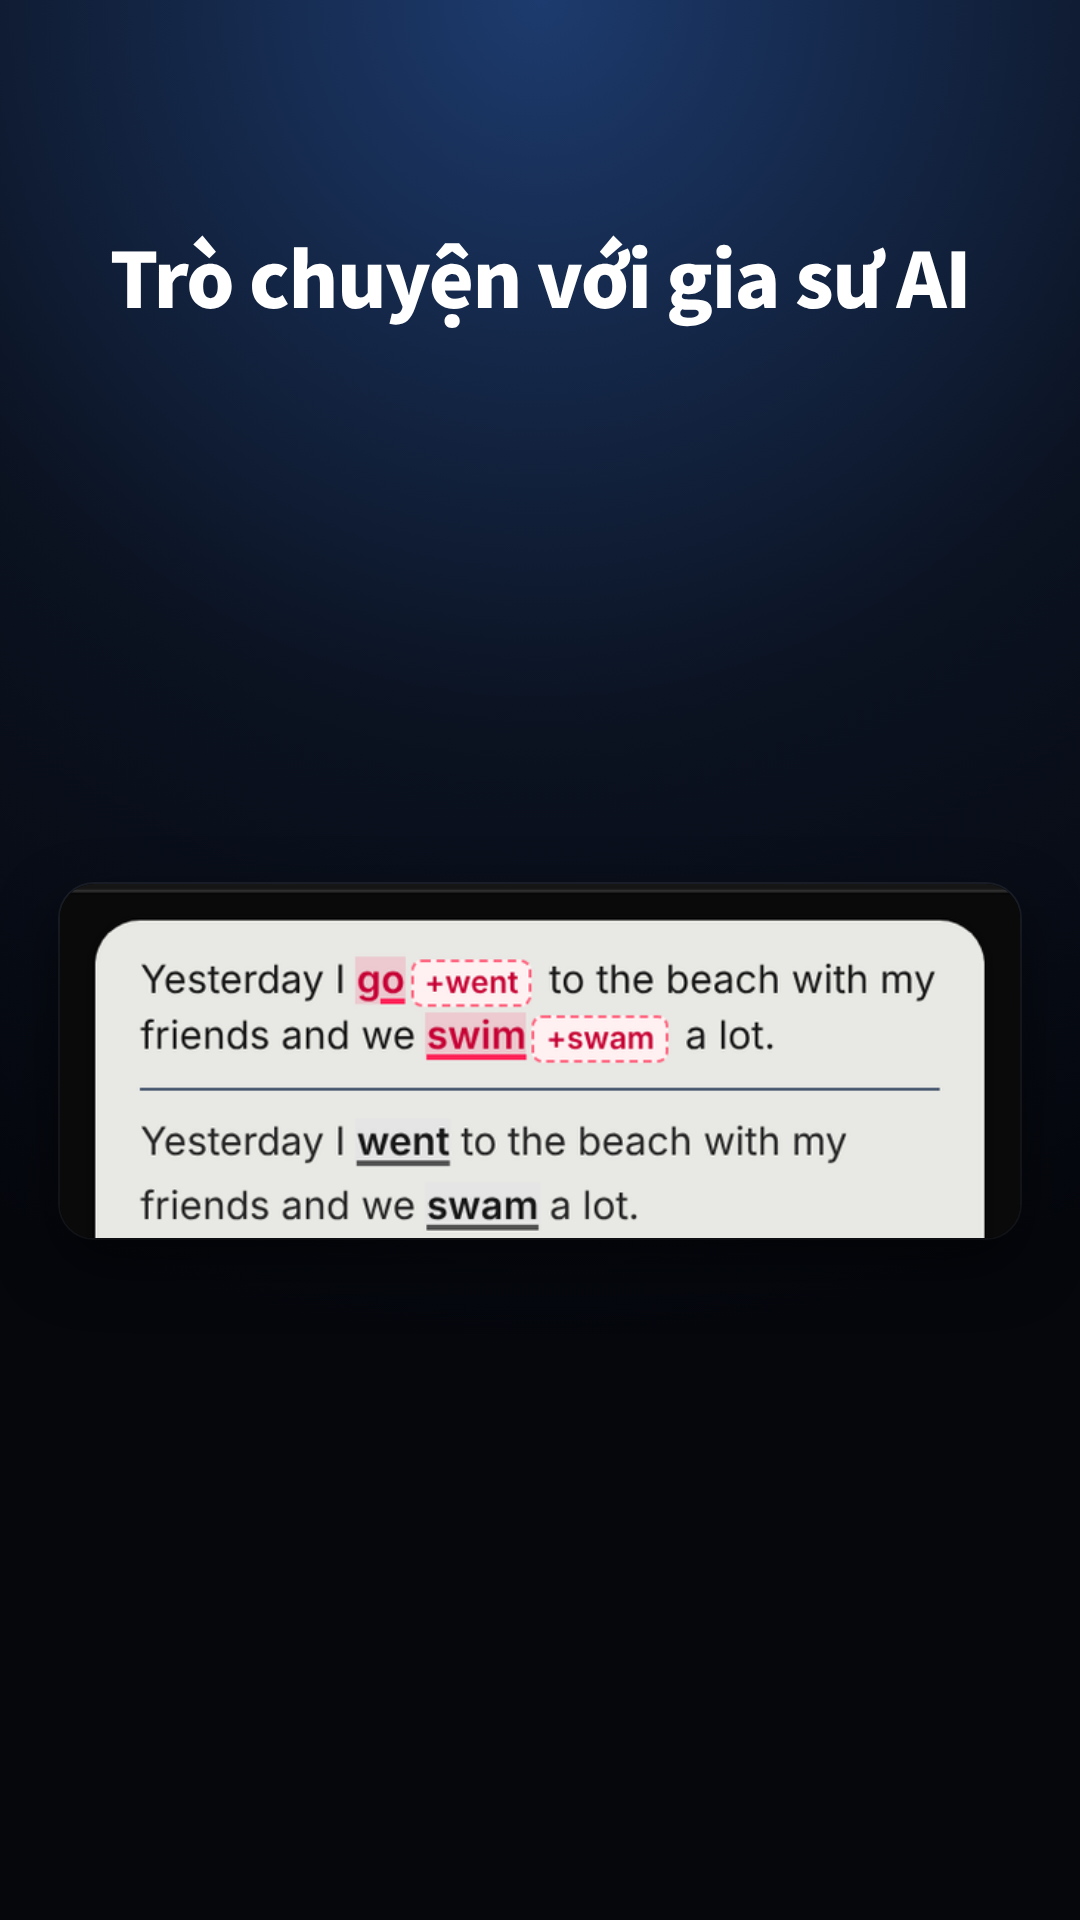 Trò chuyện với gia sư AI
Yesterday I go +went to the beach with my
friends and we swim +swam a lot.
Yesterday I went to the beach with my
friends and we swam a lot.